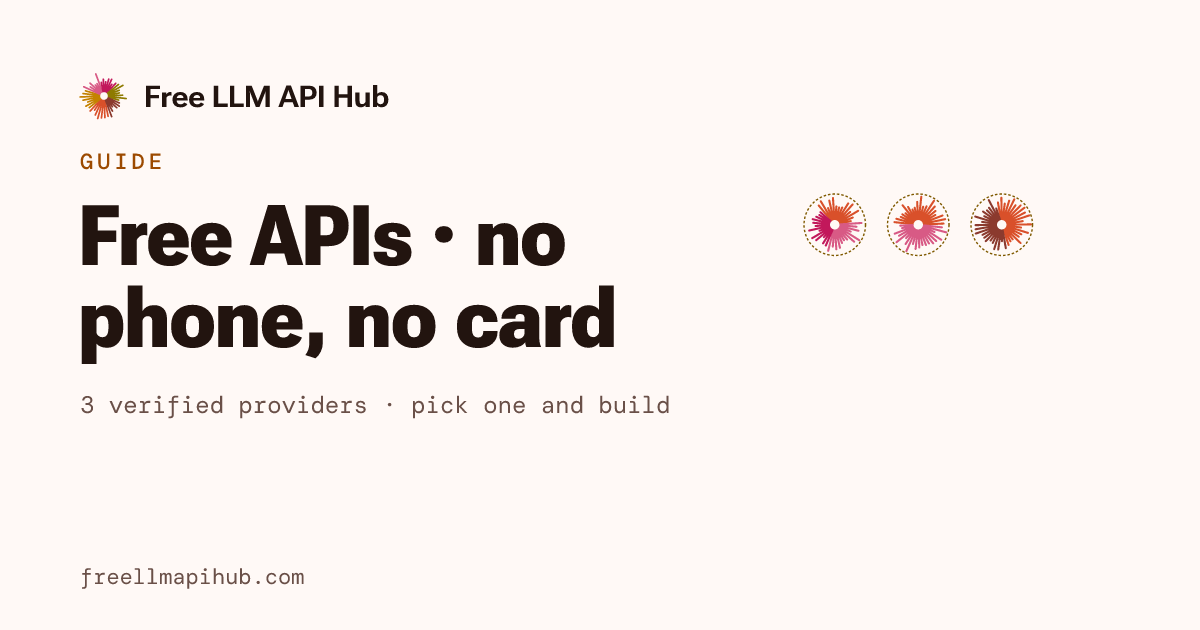 Free LLM API Hub
GUIDE
Free APIs · no
phone, no card
3 verified providers · pick one and build
freellmapihub.com